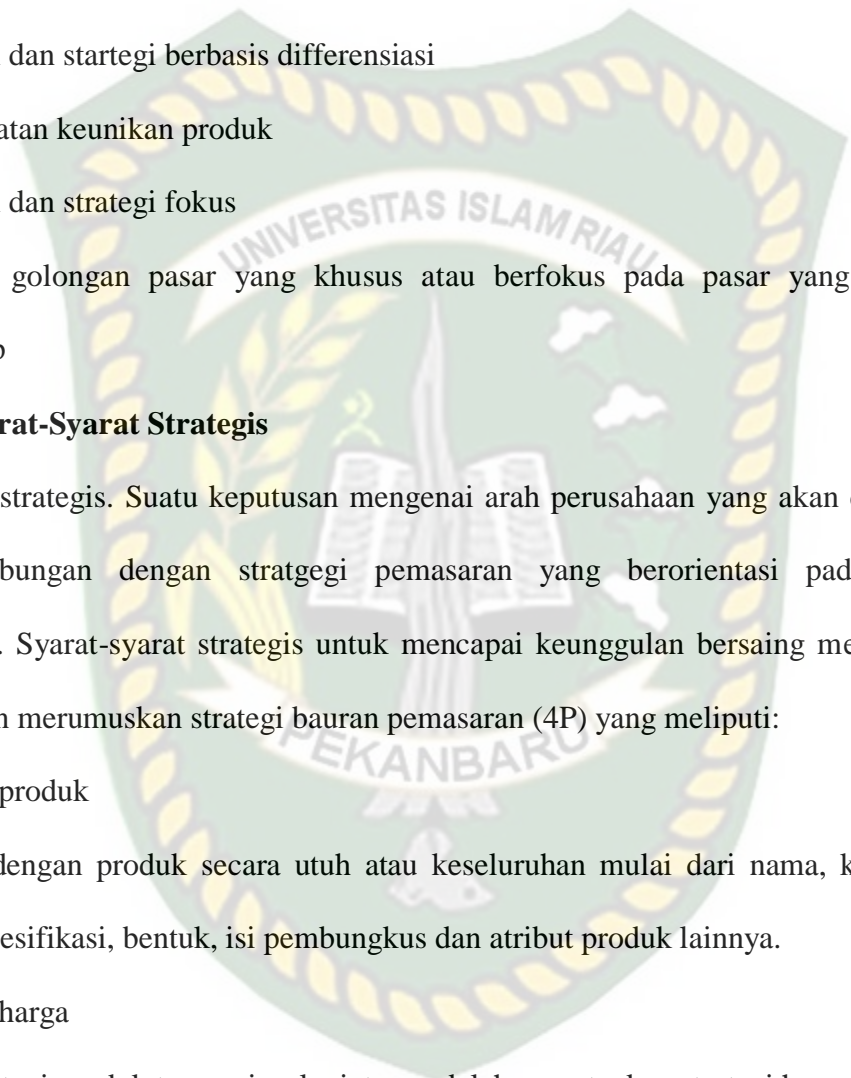 dan startegi berbasis differensiasi
atan keunikan produk
dan strategi fokus
UNIVERSITAS ISLAM RIAU
golongan pasar yang khusus atau berfokus pada pasar yang
rat-Syarat Strategis
strategis. Suatu keputusan mengenai arah perusahaan yang akan
bungan dengan stratgegi pemasaran yang berorientasi pad
. Syarat-syarat strategis untuk mencapai keunggulan bersaing me
n merumuskan strategi bauran pemasaran (4P) yang meliputi:
PEKANBARU
produk
dengan produk secara utuh atau keseluruhan mulai dari nama, k
esifikasi, bentuk, isi pembungkus dan atribut produk lainnya.
harga